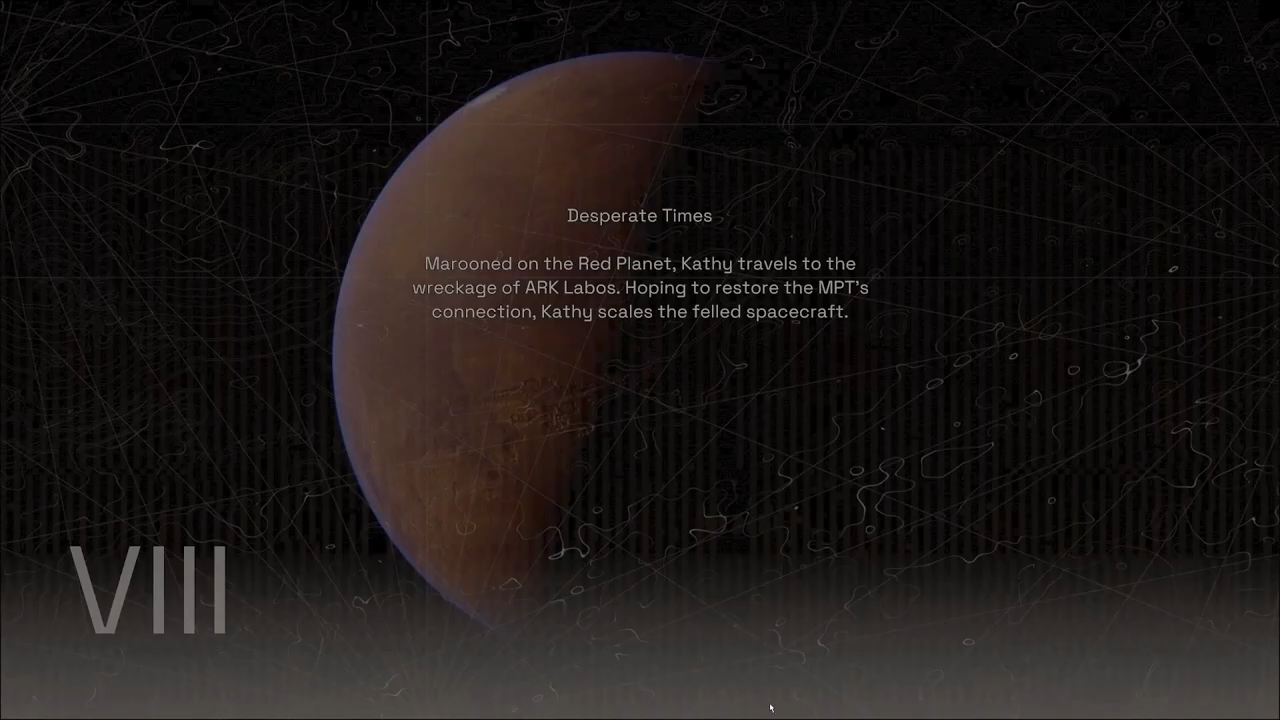 Desperate Times
Marooned on the Red Planet, Kathy travels to the
wreckage of ARK Labos. Hoping to restore the MPT's
connection, Kathy scales the felled spacecraft.
VIII